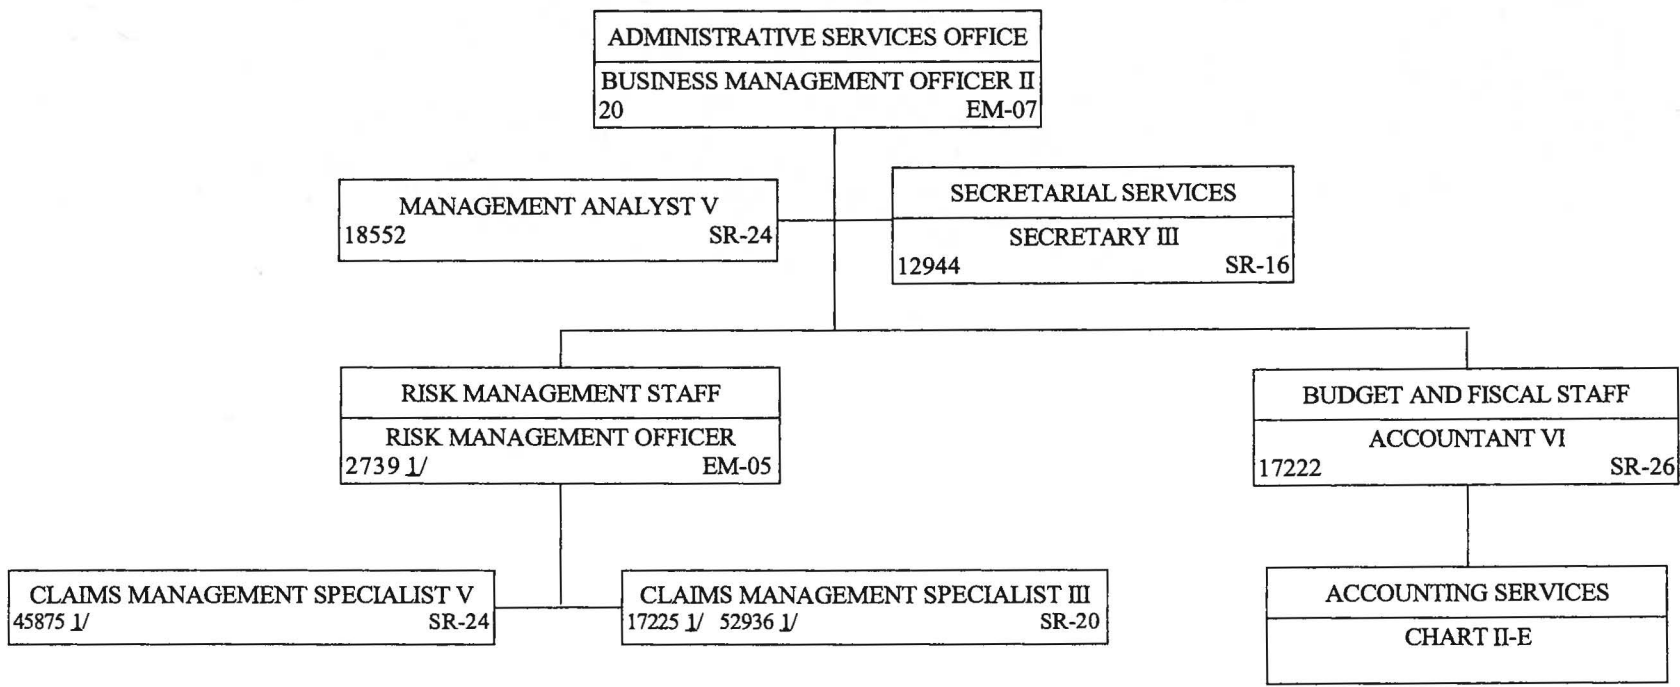 ADMINISTRATIVE SERVICES OFFICE
BUSINESS MANAGEMENT OFFICER II
20 EM-07
MANAGEMENT ANALYST V
18552 SR-24
SECRETARIAL SERVICES
SECRETARY III
12944 SR-16
RISK MANAGEMENT STAFF
RISK MANAGEMENT OFFICER
2739 1/ EM-05
BUDGET AND FISCAL STAFF
ACCOUNTANT VI
17222 SR-26
CLAIMS MANAGEMENT SPECIALIST V
45875 1/ SR-24
CLAIMS MANAGEMENT SPECIALIST III
17225 1/ 52936 1/ SR-20
ACCOUNTING SERVICES
CHART II-E